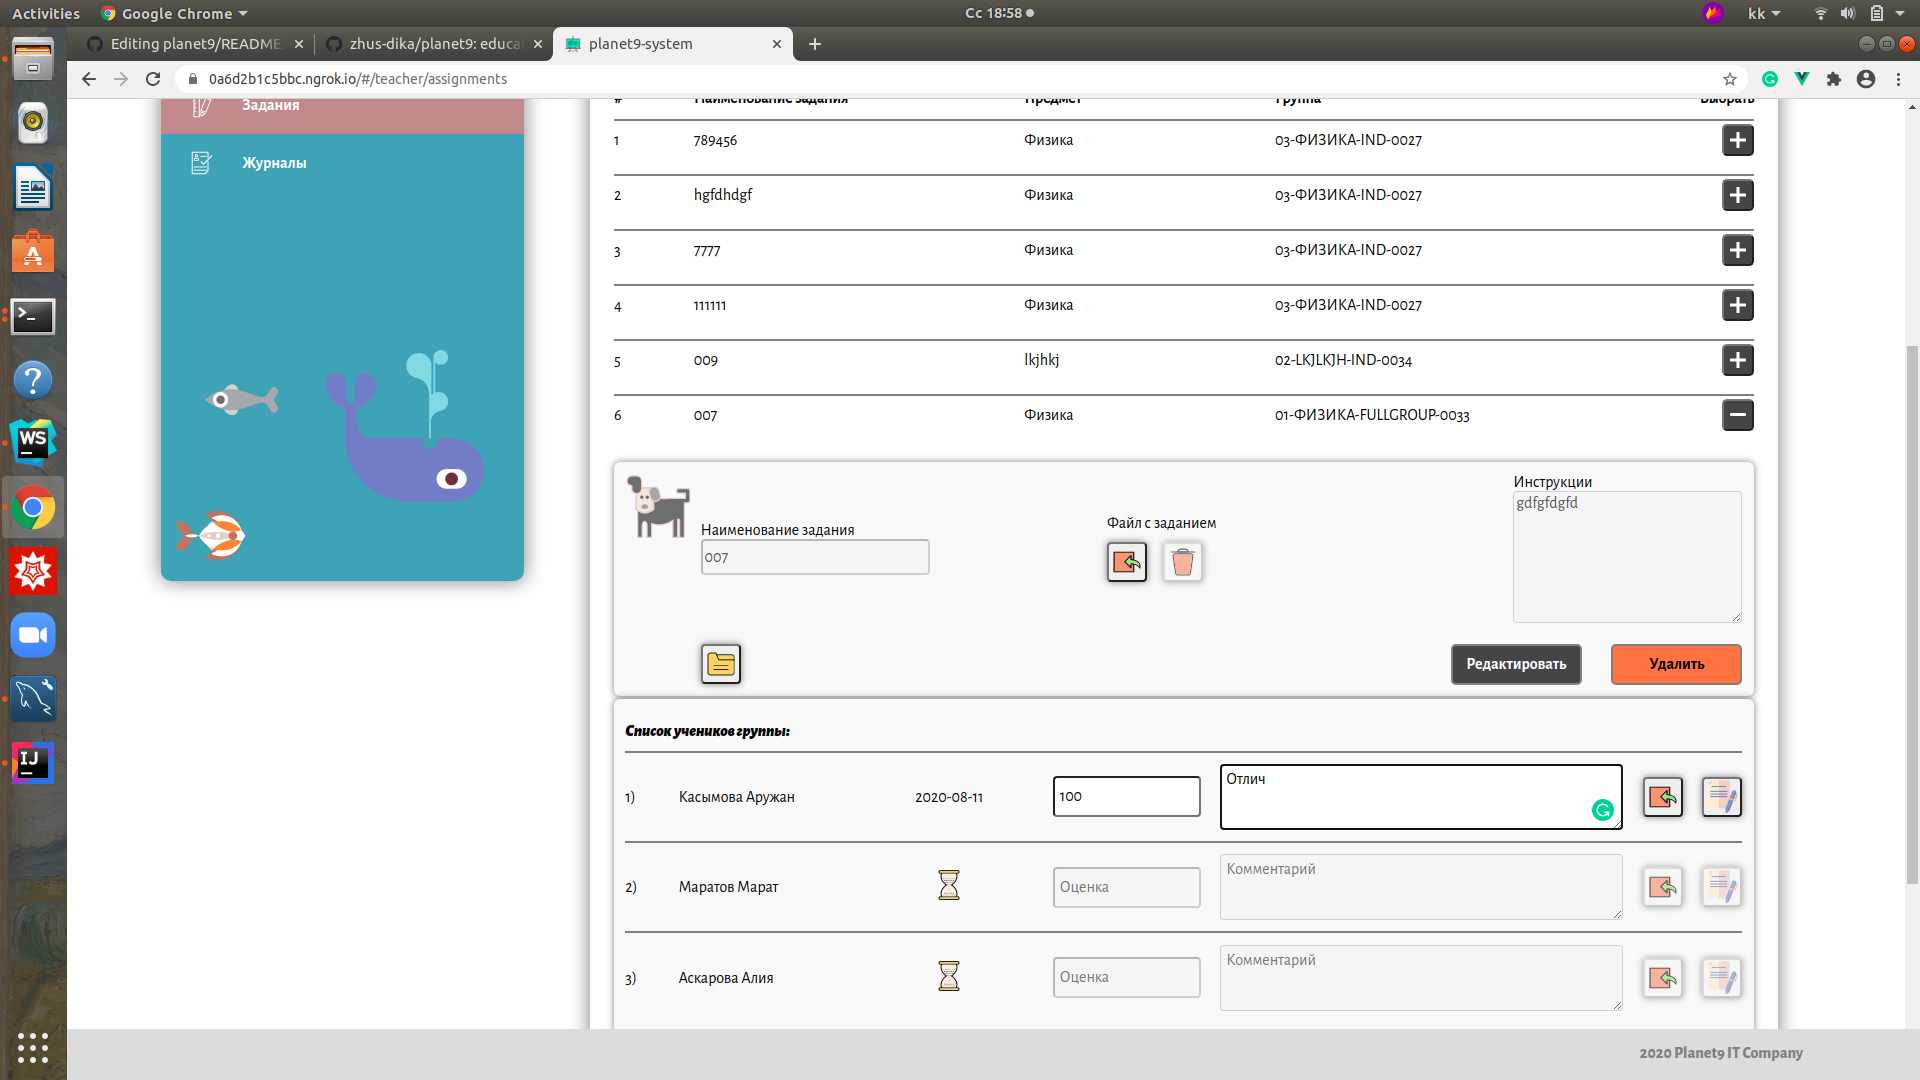 Activities
Google Chrome
Сс 18:58
kk
Editing planet9/README.
zhus-dika/planet9: educat
planet9-system
0a6d2b1c5bbc.ngrok.io/#/teacher/assignments
Задания
Журналы
# Наименование задания Предмет Группа Выбрать
1 789456 Физика 03-ФИЗИКА-IND-0027
2 hgfdhdgf Физика 03-ФИЗИКА-IND-0027
3 7777 Физика 03-ФИЗИКА-IND-0027
4 111111 Физика 03-ФИЗИКА-IND-0027
5 009 lkjhkj 02-LKJLKJH-IND-0034
6 007 Физика 01-ФИЗИКА-FULLGROUP-0033
Наименование задания
007
Файл с заданием
Инструкции
gdfgfdgfd
Редактировать
Удалить
Список учеников группы:
1) Касымова Аружан 2020-08-11 100 Отлич
2) Маратов Марат Оценка Комментарий
3) Аскарова Алия Оценка Комментарий
2020 Planet9 IT Company
WS
IJ